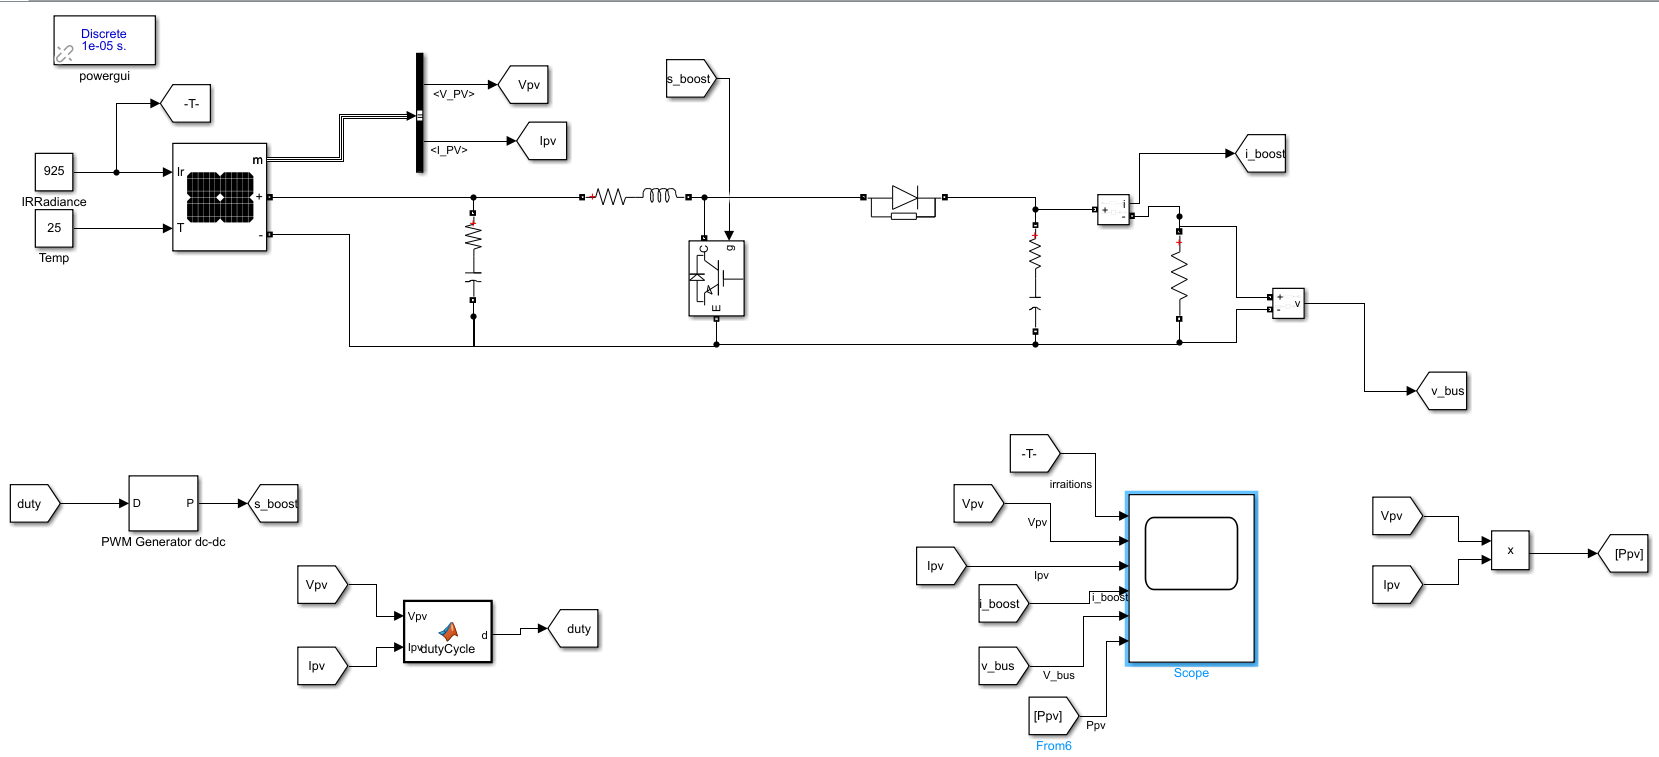 Discrete
1e-05 s.
powergui
-T-
925
IRRadiance
25
Temp
Ir
T
m
+
-
<V_PV>
<I_PV>
Vpv
Ipv
s_boost
g
C
E
+
i
-
i_boost
+
-
v
v_bus
duty
D
P
PWM Generator dc-dc
s_boost
Vpv
Ipv
Vpv
Ipv
dutyCycle
d
duty
-T-
irraitions
Vpv
Vpv
Ipv
Ipv
i_boost
i_boost
v_bus
V_bus
[Ppv]
Ppv
From6
Scope
Vpv
Ipv
x
[Ppv]